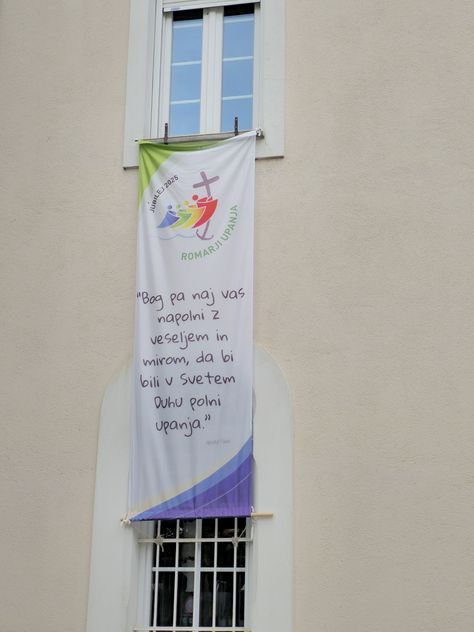 JUBILEJ 2025
ROMARJI UPANJA
"Bog pa naj vas
napolni z
veseljem in
mirom, da bi
bili v Svetem
Duhu polni
upanja."